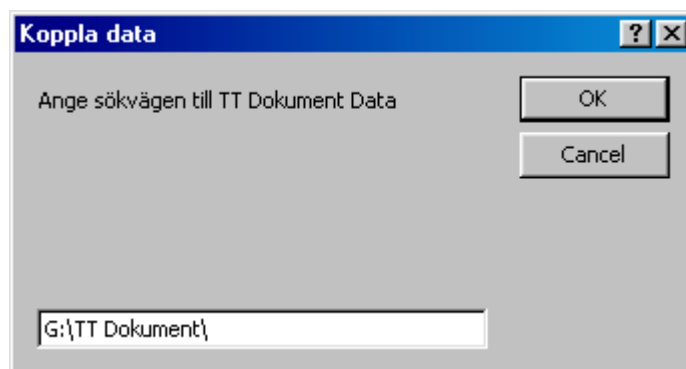 Koppla data
Ange sökvägen till TT Dokument Data
OK
Cancel
G:\TT Dokument\